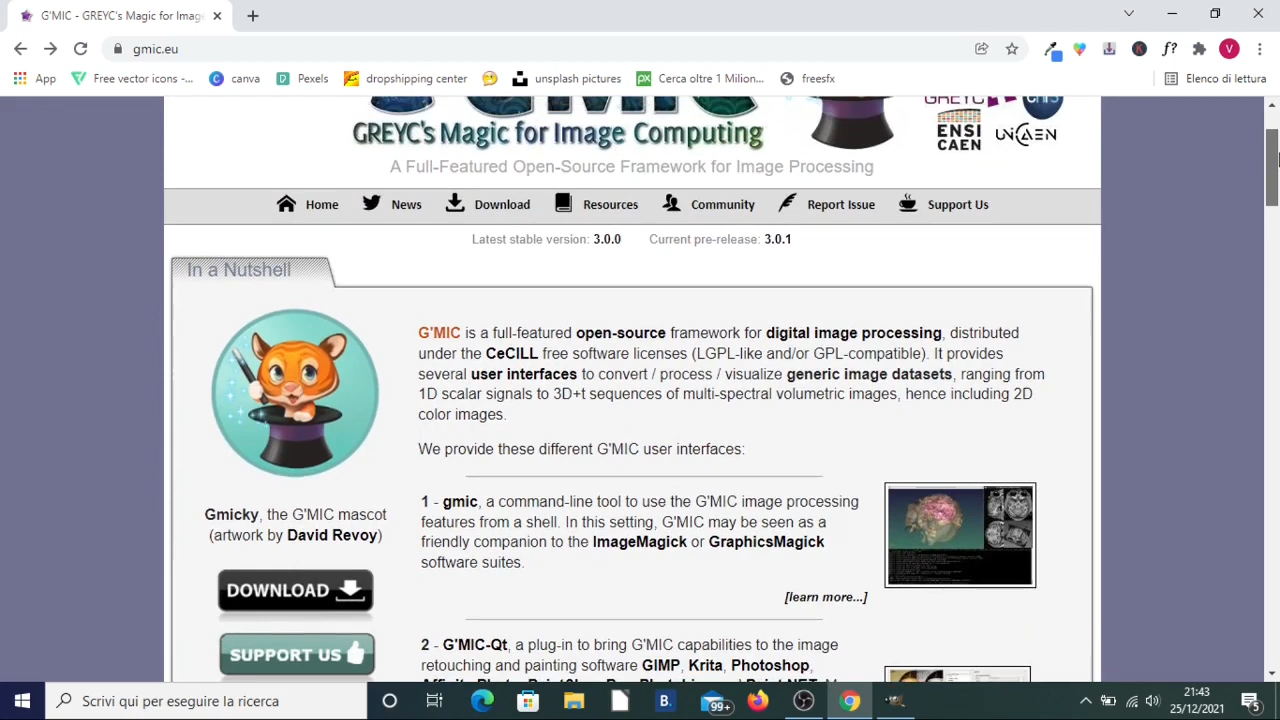 G'MIC - GREYC's Magic for Imag
gmic.eu
App
Free vector icons -...
canva
Pexels
dropshipping center
unsplash pictures
Cerca oltre 1 Milion...
freesfx
Elenco di lettura
GREYC's Magic for Image Computing
GREYC
CNRS
ENSI
CAEN
UNICAEN
A Full-Featured Open-Source Framework for Image Processing
Home
News
Download
Resources
Community
Report Issue
Support Us
Latest stable version: 3.0.0 Current pre-release: 3.0.1
In a Nutshell
G'MIC is a full-featured open-source framework for digital image processing, distributed
under the CeCILL free software licenses (LGPL-like and/or GPL-compatible). It provides
several user interfaces to convert / process / visualize generic image datasets, ranging from
1D scalar signals to 3D+t sequences of multi-spectral volumetric images, hence including 2D
color images.
We provide these different G'MIC user interfaces:
1 - gmic, a command-line tool to use the G'MIC image processing
features from a shell. In this setting, G'MIC may be seen as a
friendly companion to the ImageMagick or GraphicsMagick
software suites.
[learn more...]
Gmicky, the G'MIC mascot
(artwork by David Revoy)
DOWNLOAD
SUPPORT US
2 - G'MIC-Qt, a plug-in to bring G'MIC capabilities to the image
retouching and painting software GIMP, Krita, Photoshop,
Scrivi qui per eseguire la ricerca
99+
21:43
25/12/2021
5